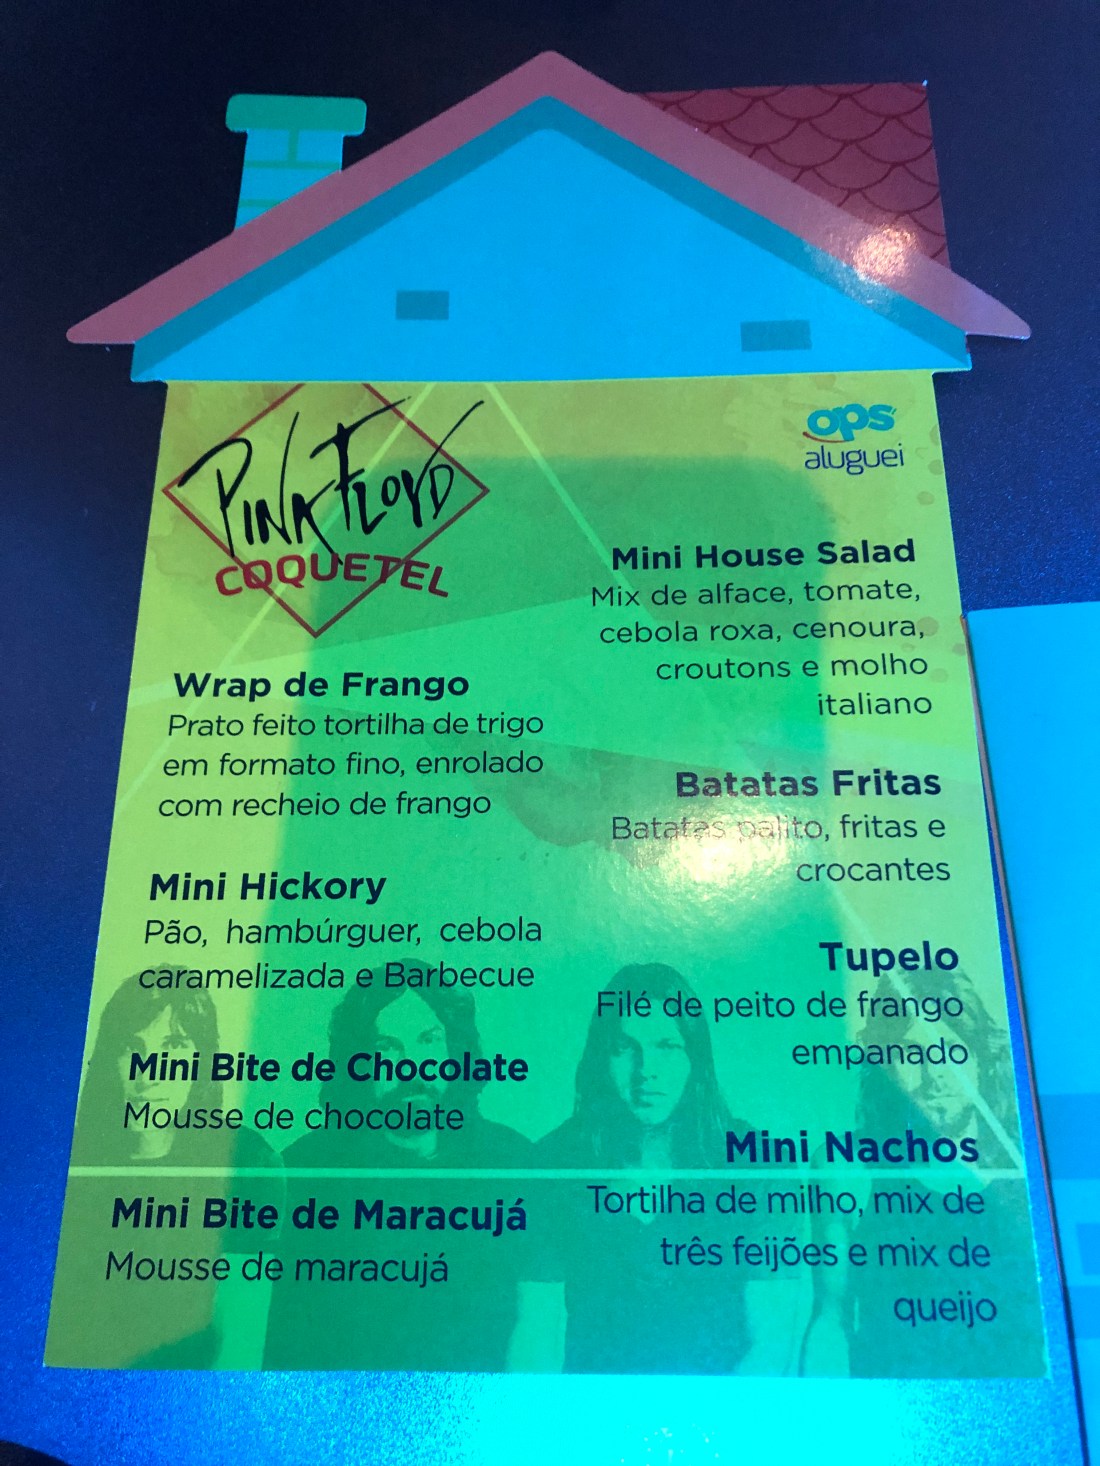 PINK FLOYD
COQUETEL
Wrap de Frango
Prato feito tortilha de trigo
em formato fino, enrolado
com recheio de frango
Mini Hickory
Pão, hambúrguer, cebola
caramelizada e Barbecue
Mini Bite de Chocolate
Mousse de chocolate
Mini Bite de Maracujá
Mousse de maracujá
ops
aluguei
Mini House Salad
Mix de alface, tomate,
cebola roxa, cenoura,
croutons e molho
italiano
Batatas Fritas
Batatas palito, fritas e
crocantes
Tupelo
Filé de peito de frango
empanado
Mini Nachos
Tortilha de milho, mix de
três feijões e mix de
queijo